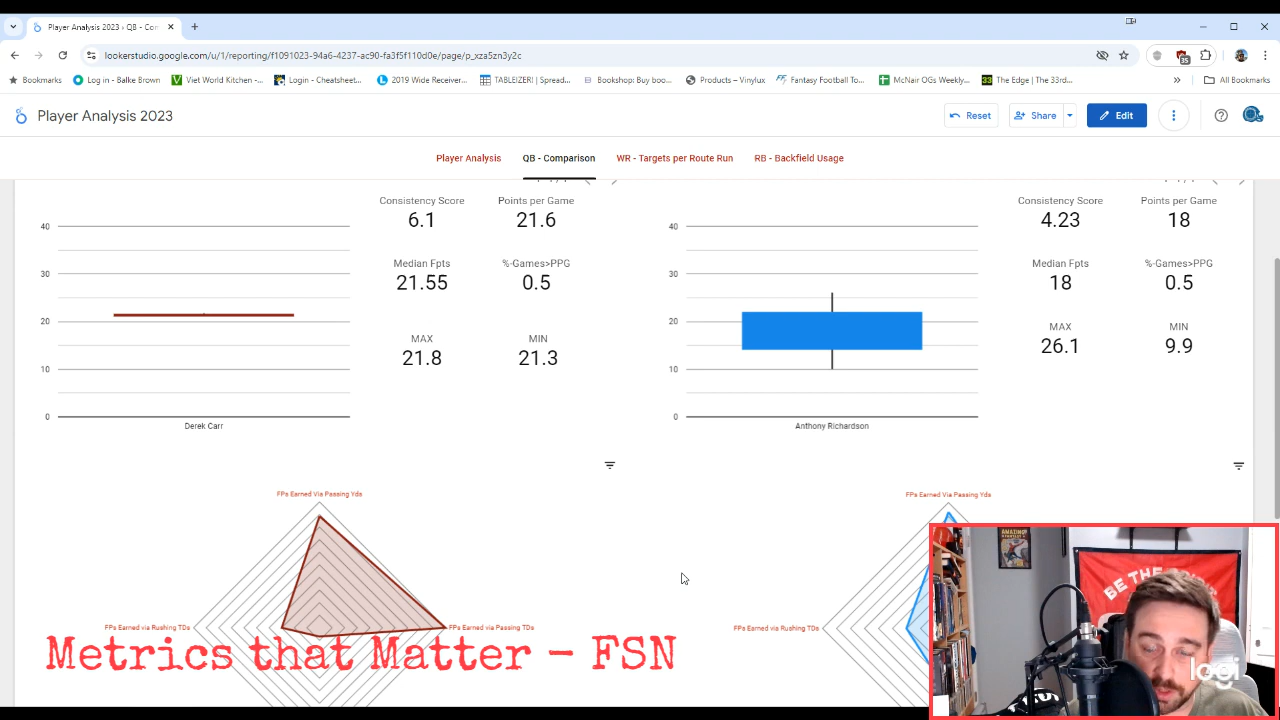 Player Analysis 2023 › QB - Com
lookerstudio.google.com/u/1/reporting/f1091023-94a6-4237-ac90-fa3f5f110d0e/page/p_xza5zn3y2c
35
Bookmarks
Log in - Balke Brown
Viet World Kitchen -...
Login - Cheatsheet...
2019 Wide Receiver...
TABLEIZER! | Spread...
Bookshop: Buy boo...
Products – Vinylux
Fantasy Football To...
McNair OGs Weekly...
33
The Edge | The 33rd...
All Bookmarks
Player Analysis 2023
Reset
Share
Edit
Player Analysis
QB - Comparison
WR - Targets per Route Run
RB - Backfield Usage
40
30
20
10
0
Derek Carr
Consistency Score
Points per Game
6.1
21.6
Median Fpts
%-Games>PPG
21.55
0.5
MAX
MIN
21.8
21.3
40
30
20
10
0
Anthony Richardson
Consistency Score
Points per Game
4.23
18
Median Fpts
%-Games>PPG
18
0.5
MAX
MIN
26.1
9.9
FPs Earned Via Passing Yds
FPs Earned via Rushing TDs
FPs Earned via Passing TDs
FPs Earned Via Passing Yds
FPs Earned via Rushing TDs
Metrics that Matter – FSN
AMAZING
FANTASY
BE THE
logi